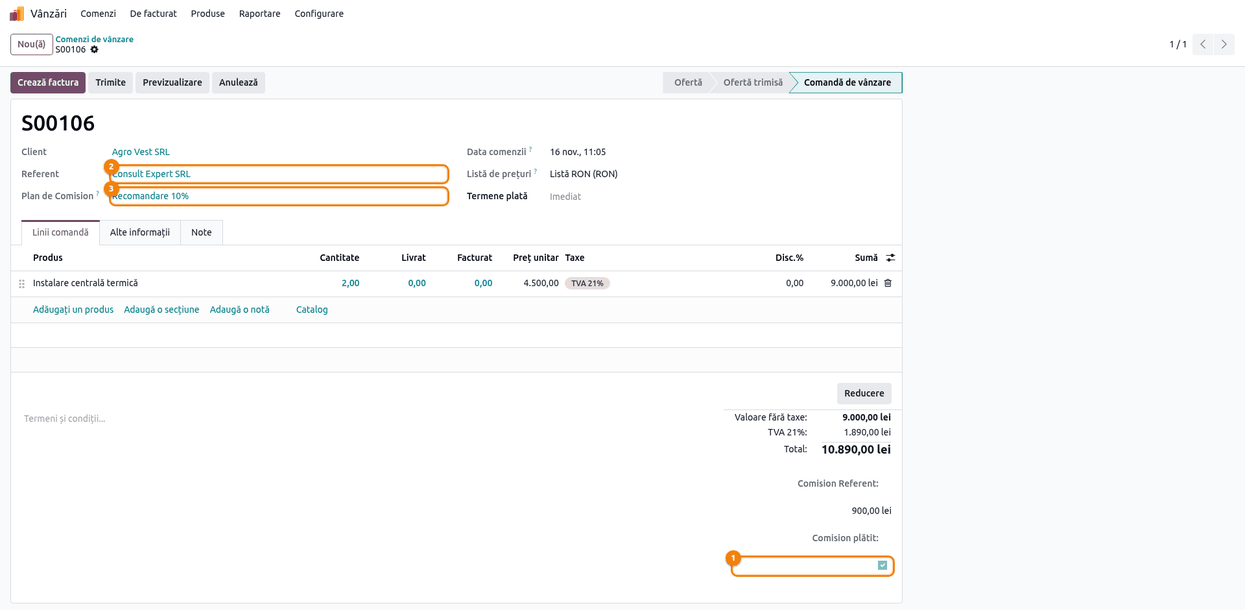 Vânzări Comenzi De facturat Produse Raportare Configurare
Nou(ă) Comenzi de vânzare
S00106
1 / 1
Crează factura Trimite Previzualizare Anulează Ofertă Ofertă trimisă Comandă de vânzare
S00106
Client Agro Vest SRL Data comenzii ? 16 nov., 11:05
2
Referent Consult Expert SRL Listă de prețuri ? Listă RON (RON)
3
Plan de Comision ? Recomandare 10% Termene plată Imediat
Linii comandă Alte informații Note
Produs Cantitate Livrat Facturat Preț unitar Taxe Disc.% Sumă
Instalare centrală termică 2,00 0,00 0,00 4.500,00 TVA 21% 0,00 9.000,00 lei
Adăugați un produs Adaugă o secțiune Adaugă o notă Catalog
Reducere
Termeni și condiții...
Valoare fără taxe: 9.000,00 lei
TVA 21%: 1.890,00 lei
Total: 10.890,00 lei
Comision Referent:
900,00 lei
Comision plătit:
1